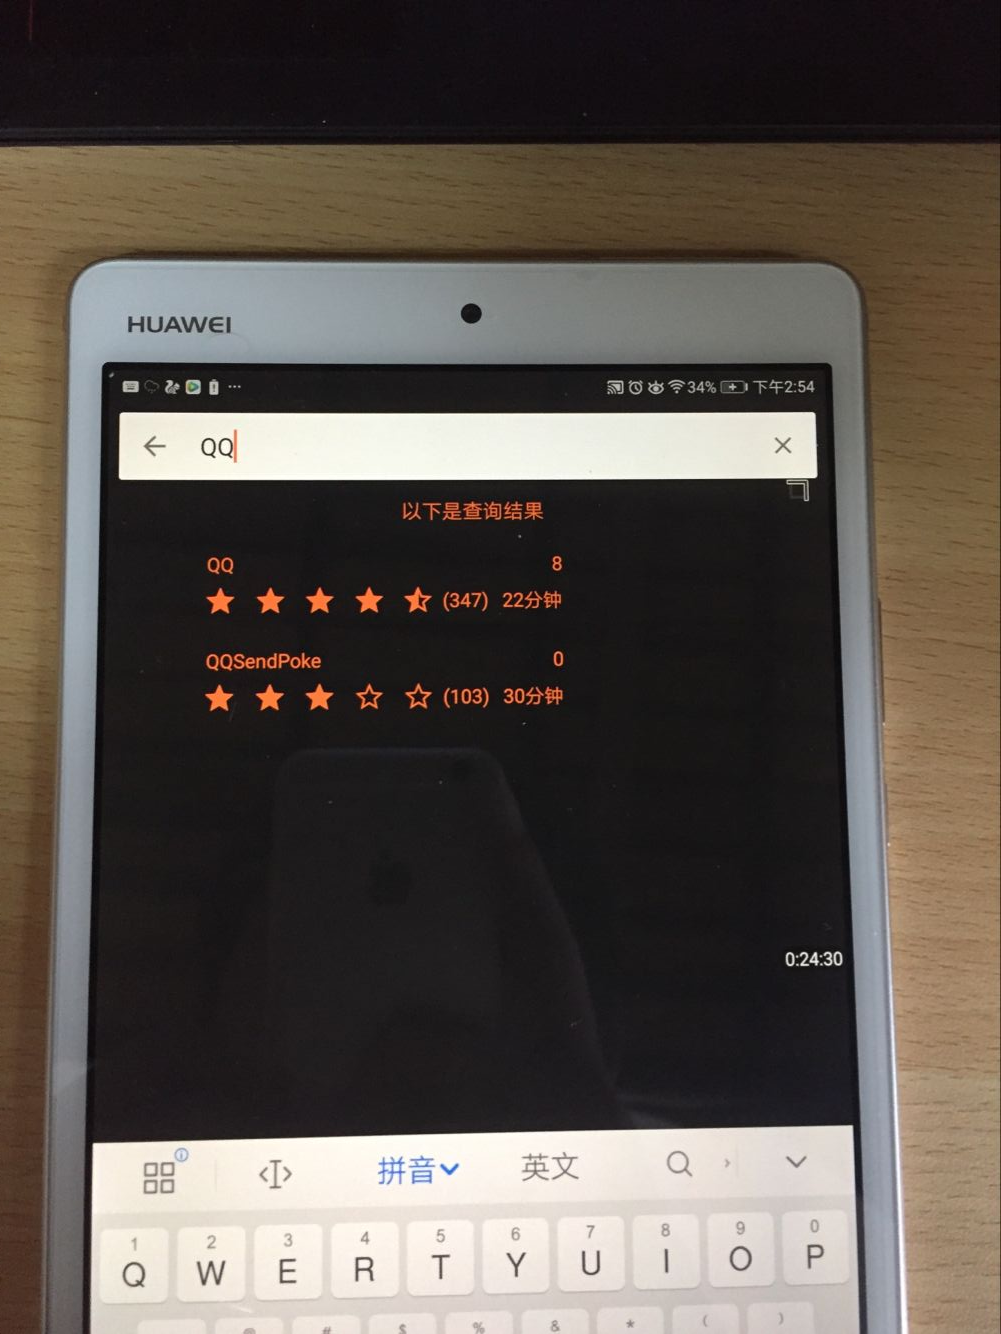 HUAWEI
34% 下午2:54
QQ
以下是查询结果
QQ 8
(347) 22分钟
QQSendPoke 0
(103) 30分钟
0:24:30
拼音 英文
1 2 3 4 5 6 7 8 9 0
Q W E R T Y U I O P
@ # $ % & * ( )